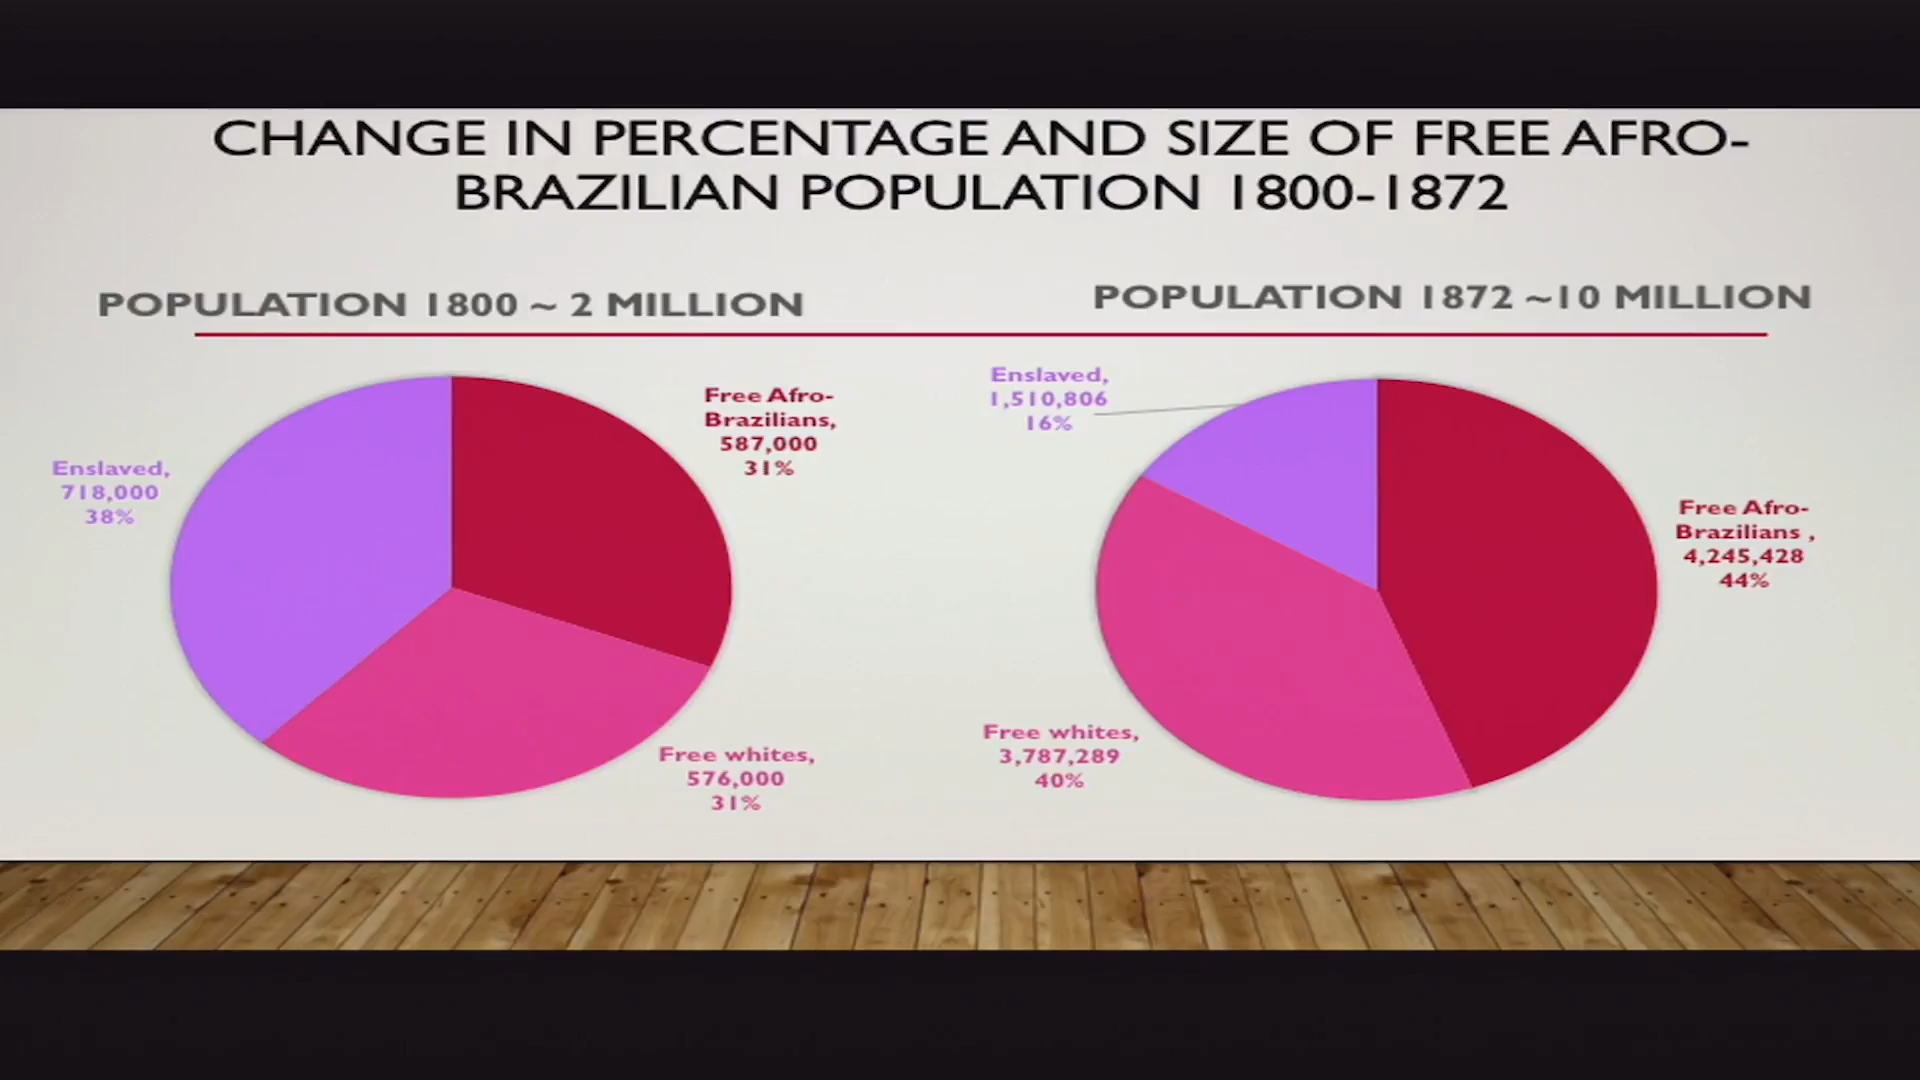 CHANGE IN PERCENTAGE AND SIZE OF FREE AFRO-
BRAZILIAN POPULATION 1800-1872
POPULATION 1800 ~ 2 MILLION
Free Afro-
Brazilians,
587,000
31%
Enslaved,
718,000
38%
Free whites,
576,000
31%
POPULATION 1872 ~10 MILLION
Enslaved,
1,510,806
16%
Free Afro-
Brazilians ,
4,245,428
44%
Free whites,
3,787,289
40%